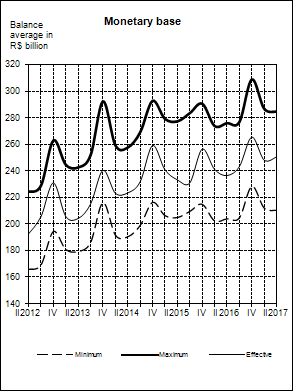 Monetary base
Balance
average in
R$ billion
320
300
280
260
240
220
200
180
160
140
II2012 IV II2013 IV II2014 IV II2015 IV II2016 IV II2017
Minimum Maximum Effective